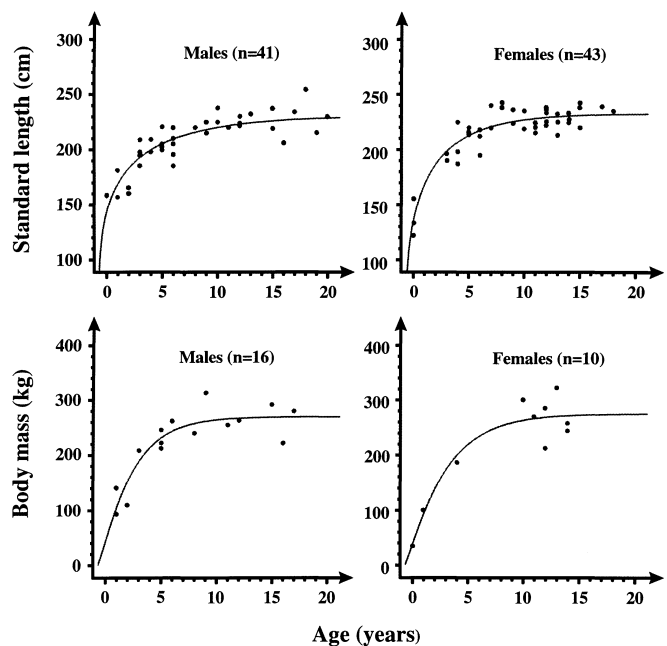 Males (n=41)
Standard length (cm)
300
250
200
150
100
0 5 10 15 20
Females (n=43)
300
250
200
150
100
0 5 10 15 20
Males (n=16)
Body mass (kg)
400
300
200
100
0
0 5 10 15 20
Females (n=10)
400
300
200
100
0
0 5 10 15 20
Age (years)